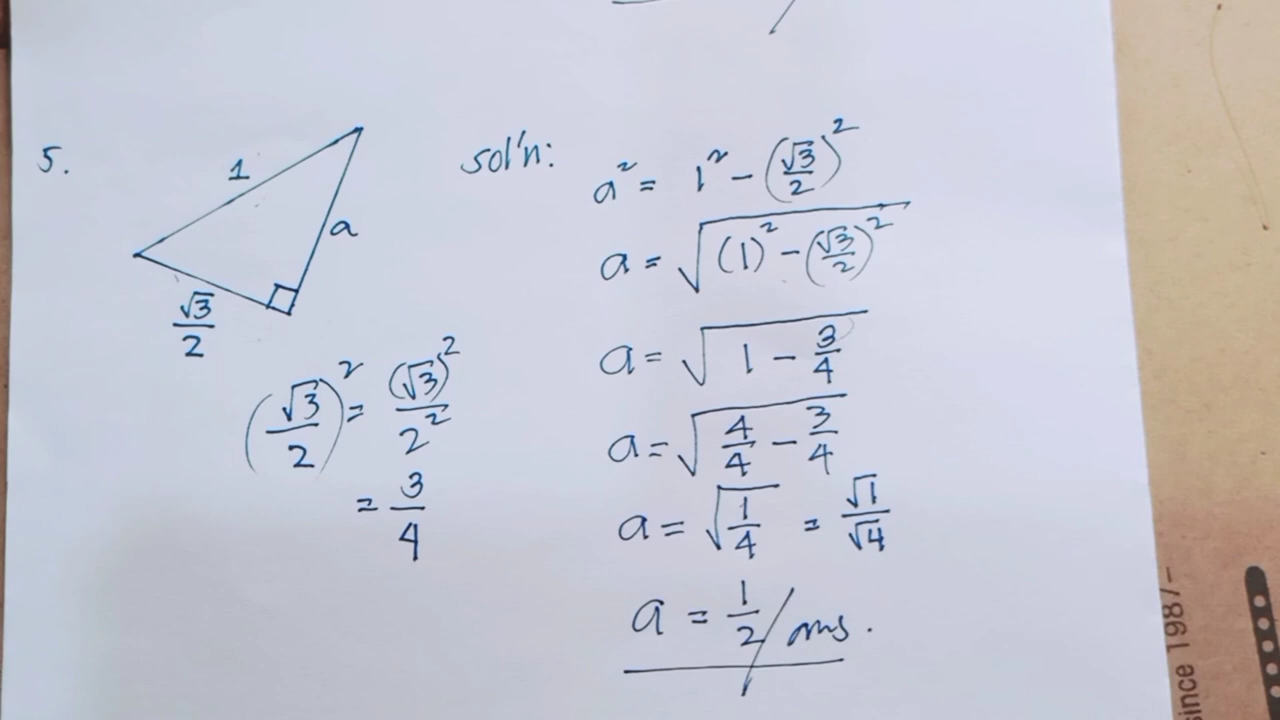 5.
1
a
√3/2
(√3/2)² = (√3)²/2²
= 3/4
sol'n:
a² = 1² - (√3/2)²
a = √((1)² - (√3/2)²)
a = √(1 - 3/4)
a = √(4/4 - 3/4)
a = √(1/4) = √1/√4
a = 1/2 // ans.
ince 1987-